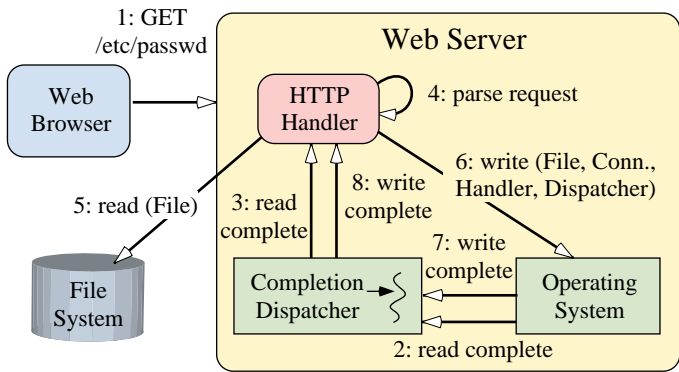 1: GET
/etc/passwd
Web Server
Web
Browser
HTTP
Handler
4: parse request
6: write (File, Conn.,
Handler, Dispatcher)
5: read (File)
3: read
complete
8: write
complete
7: write
complete
File
System
Completion
Dispatcher
Operating
System
2: read complete